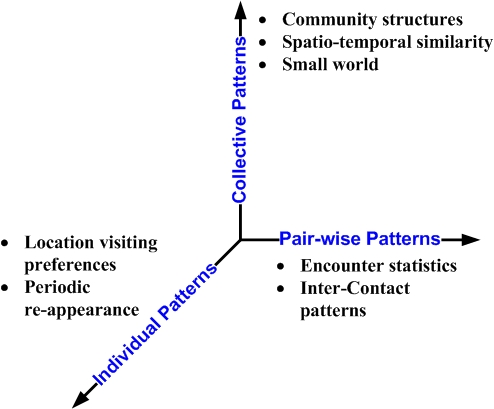 • Community structures
• Spatio-temporal similarity
• Small world
Collective Patterns
• Location visiting
preferences
• Periodic
re-appearance
Pair-wise Patterns
• Encounter statistics
• Inter-Contact
patterns
Individual Patterns